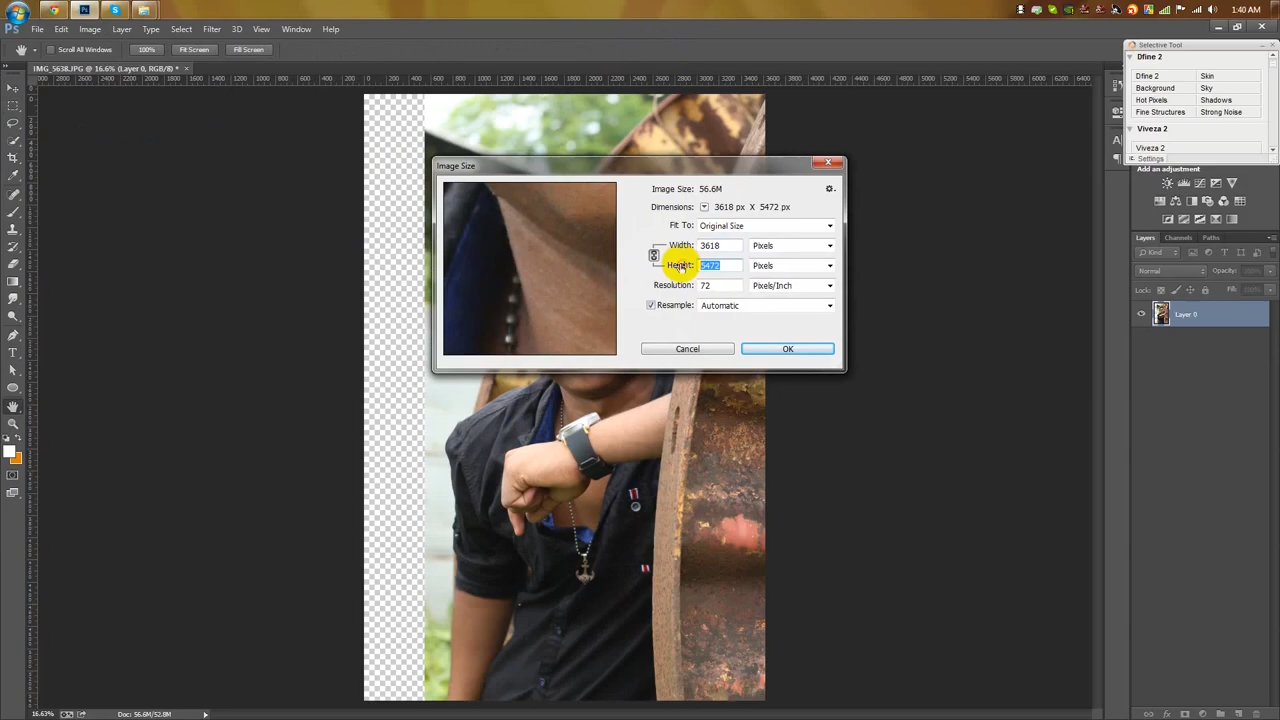 1:40 AM
Ps File Edit Image Layer Type Select Filter 3D View Window Help
Scroll All Windows 100% Fit Screen Fill Screen
IMG_5638.JPG @ 16.6% (Layer 0, RGB/8) * ×
Selective Tool
Dfine 2
Dfine 2 Skin
Background Sky
Hot Pixels Shadows
Fine Structures Strong Noise
Viveza 2
Viveza 2
Settings
Add an adjustment
Layers Channels Paths
Kind
Normal Opacity:
Lock: Fill:
Layer 0
Image Size
Image Size: 56.6M
Dimensions: 3618 px X 5472 px
Fit To: Original Size
Width: 3618 Pixels
Height: 5472 Pixels
Resolution: 72 Pixels/Inch
Resample: Automatic
Cancel OK
16.63% Doc: 56.6M/52.8M